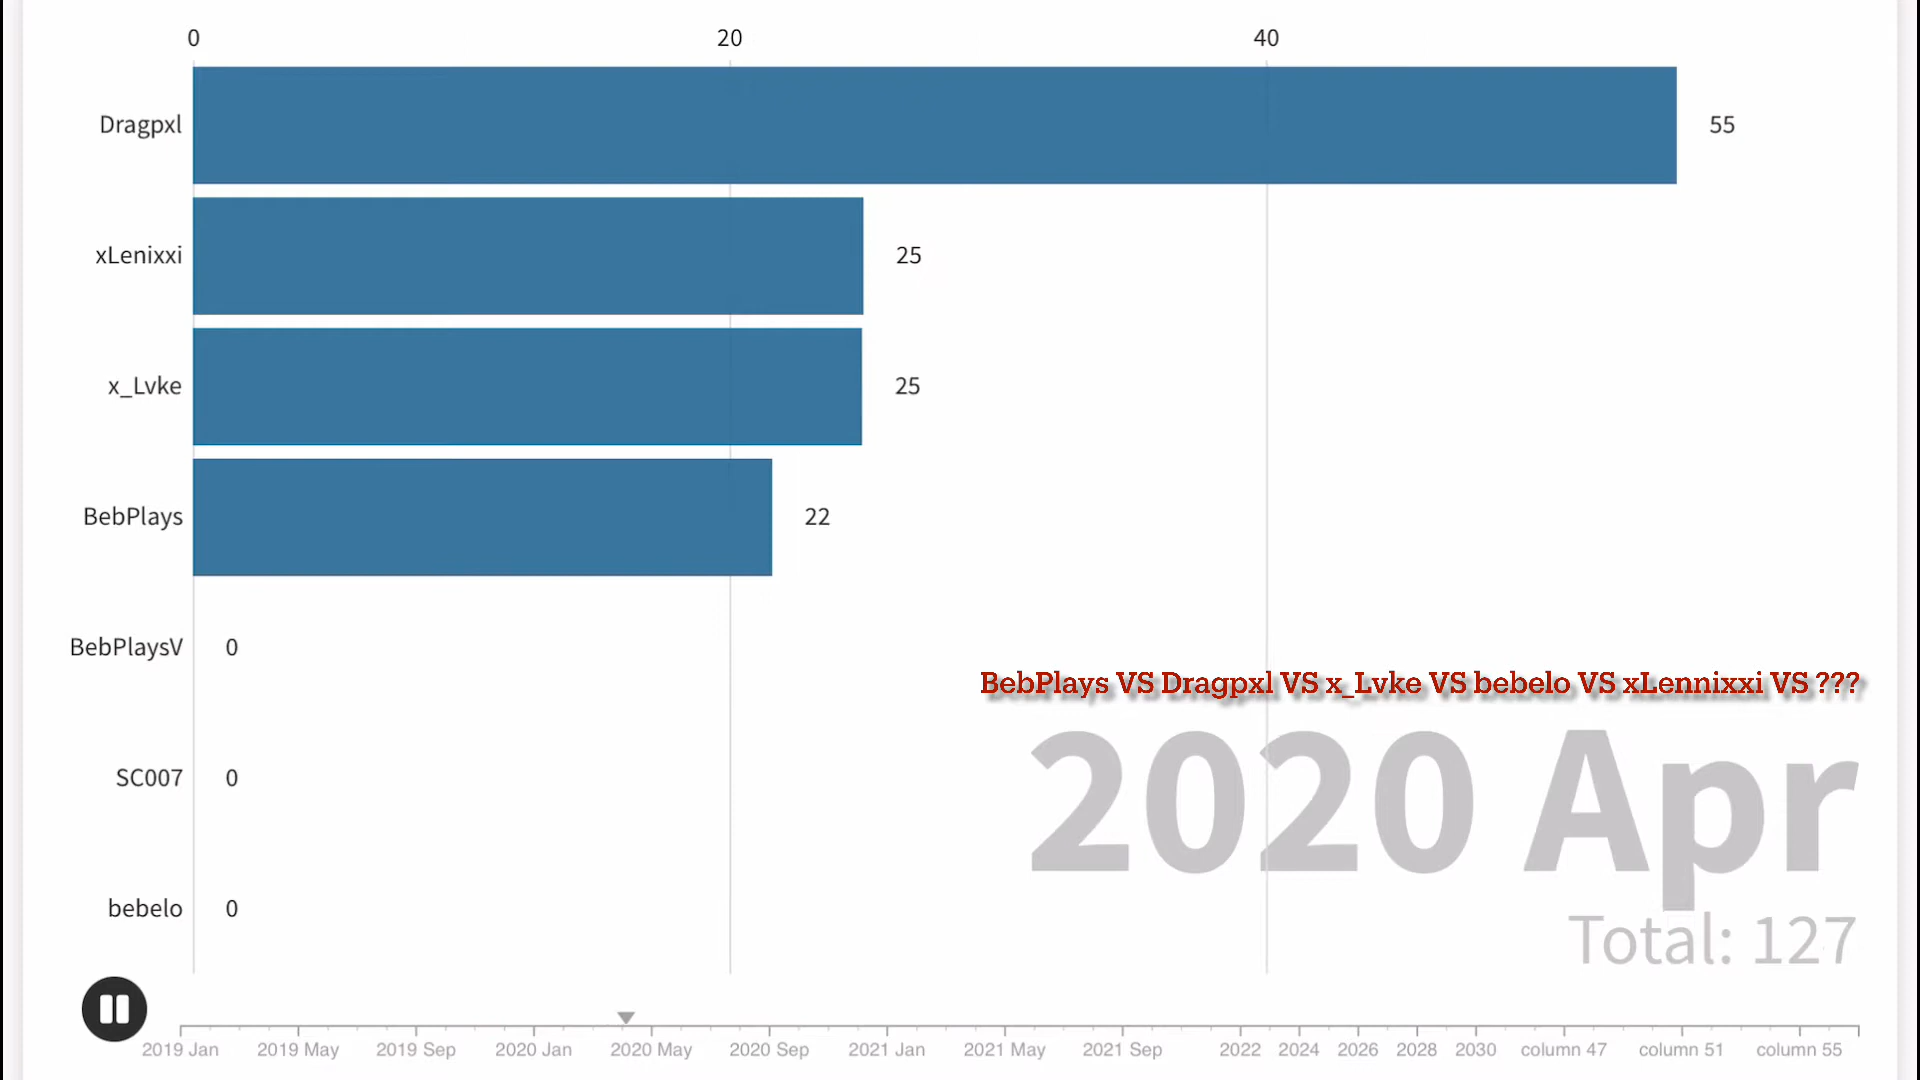 0 20 40
Dragpxl 55
xLenixxi 25
x_Lvke 25
BebPlays 22
BebPlaysV 0
BebPlays VS Dragpxl VS x_Lvke VS bebelo VS xLennixxi VS ???
SC007 0
2020 Apr
bebelo 0
Total: 127
2019 Jan 2019 May 2019 Sep 2020 Jan 2020 May 2020 Sep 2021 Jan 2021 May 2021 Sep 2022 2024 2026 2028 2030 column 47 column 51 column 55